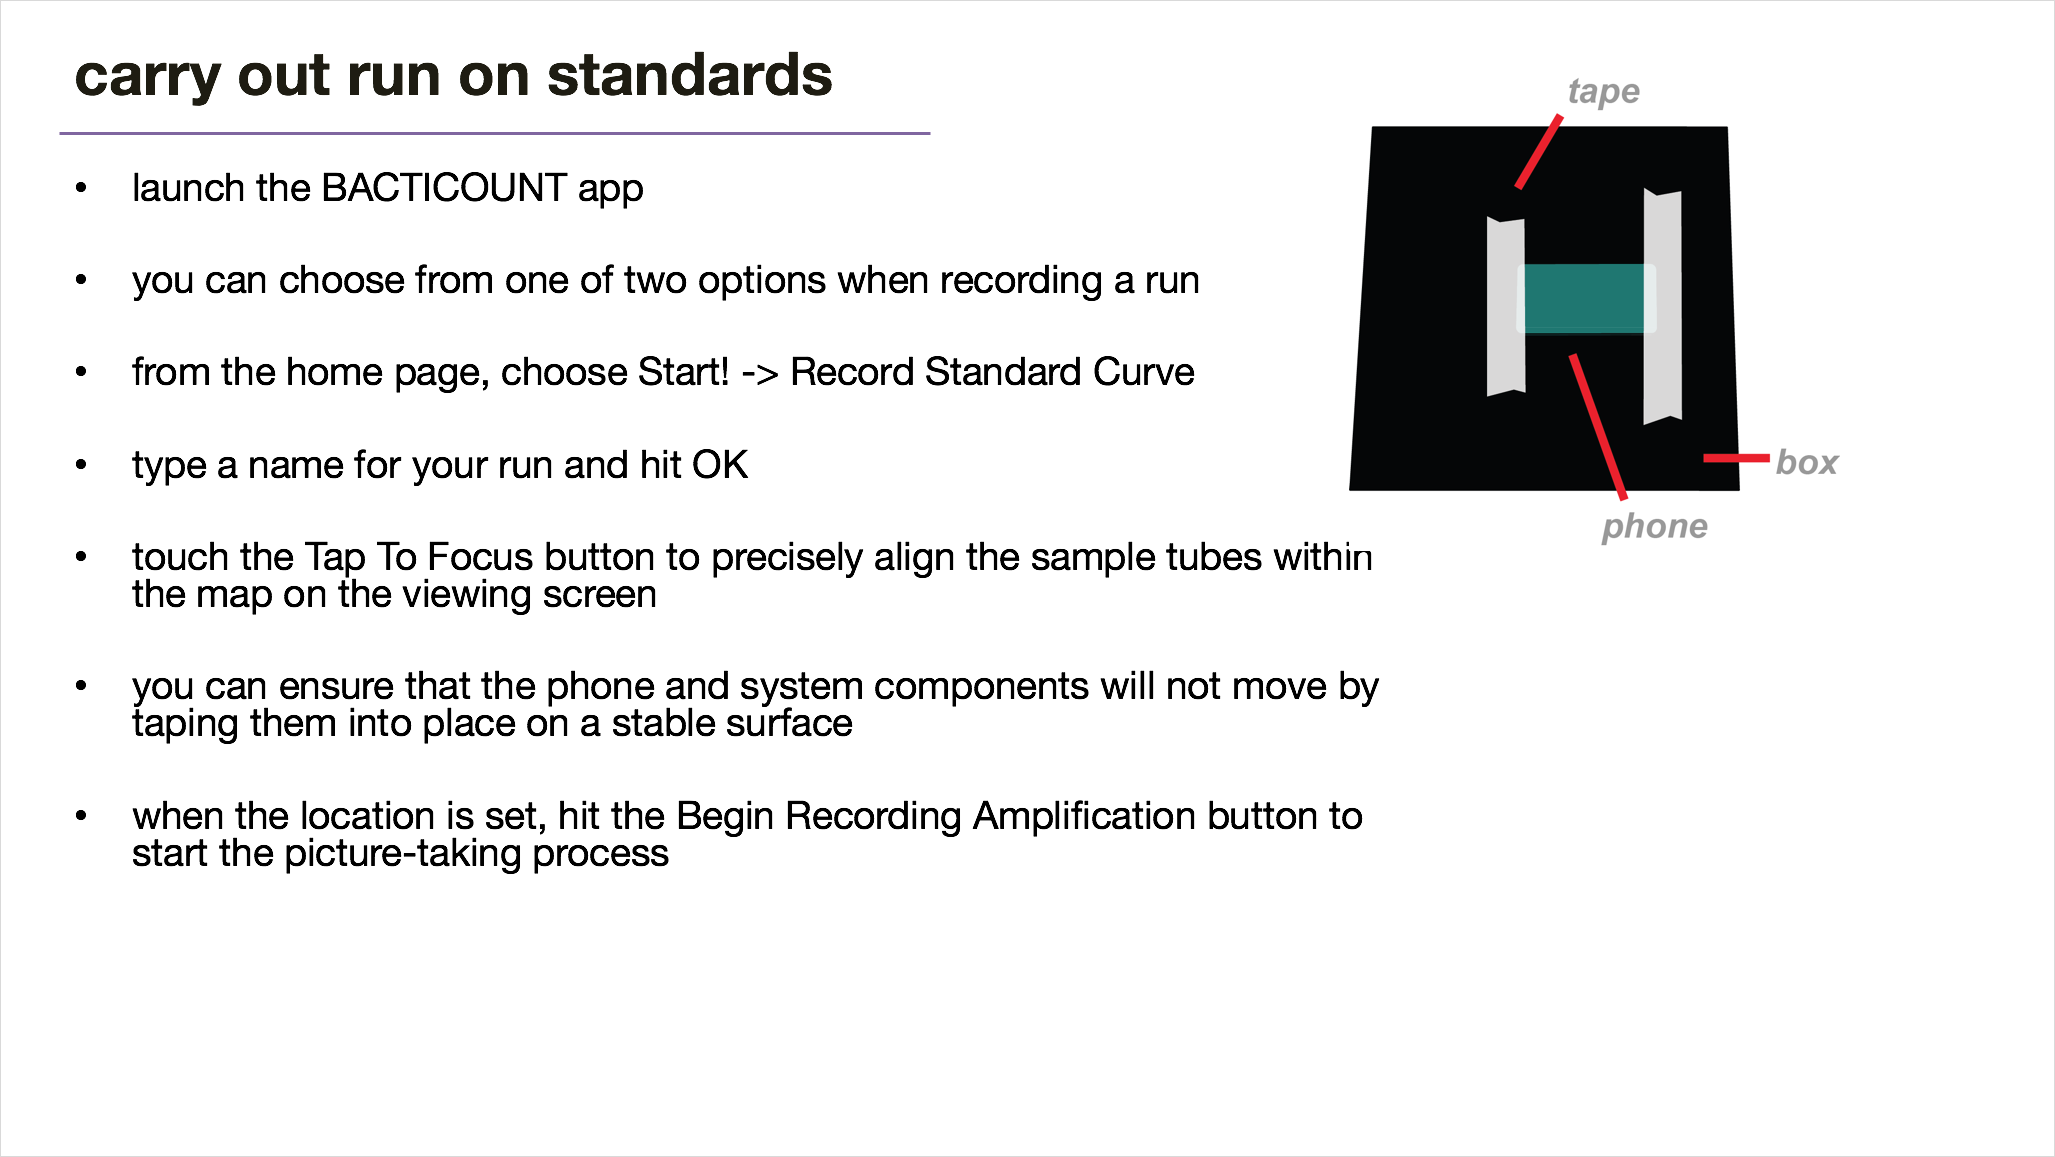 carry out run on standards
• launch the BACTICOUNT app
• you can choose from one of two options when recording a run
• from the home page, choose Start! -> Record Standard Curve
• type a name for your run and hit OK
• touch the Tap To Focus button to precisely align the sample tubes within
the map on the viewing screen
• you can ensure that the phone and system components will not move by
taping them into place on a stable surface
• when the location is set, hit the Begin Recording Amplification button to
start the picture-taking process
tape
box
phone